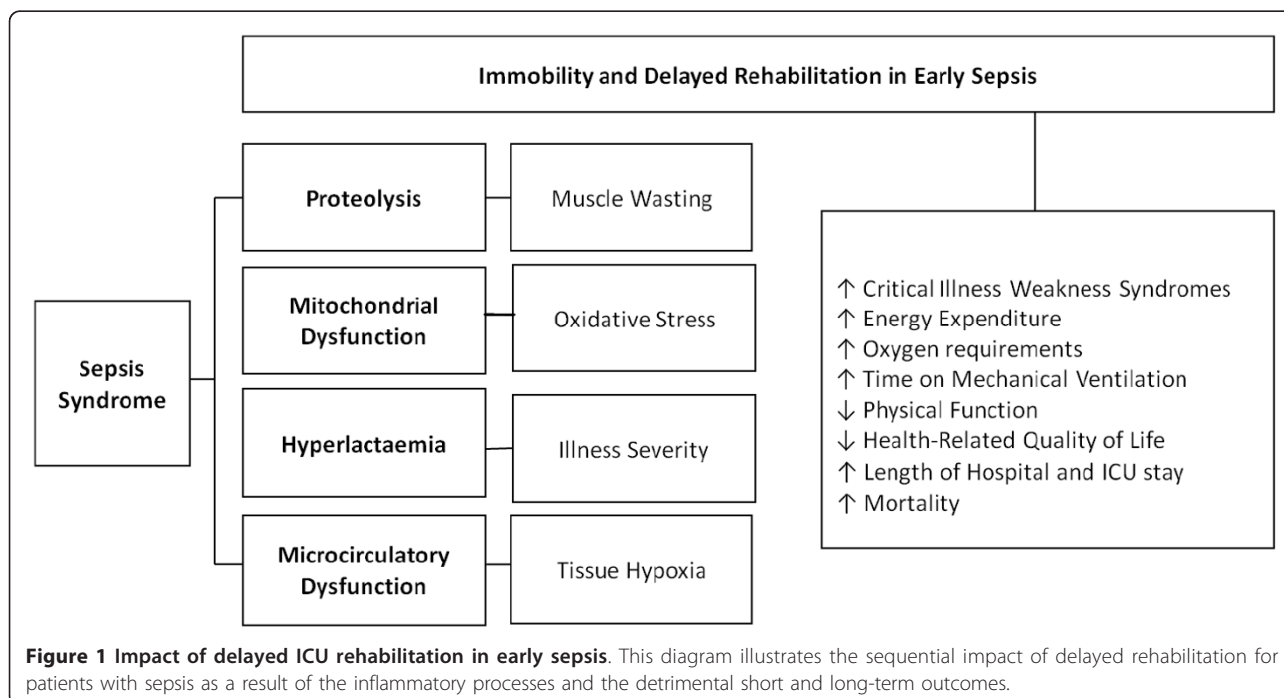 Immobility and Delayed Rehabilitation in Early Sepsis
Proteolysis
Muscle Wasting
Mitochondrial
Dysfunction
Oxidative Stress
Sepsis
Syndrome
Hyperlactaemia
Illness Severity
Microcirculatory
Dysfunction
Tissue Hypoxia
↑ Critical Illness Weakness Syndromes
↑ Energy Expenditure
↑ Oxygen requirements
↑ Time on Mechanical Ventilation
↓ Physical Function
↓ Health-Related Quality of Life
↑ Length of Hospital and ICU stay
↑ Mortality
Figure 1 Impact of delayed ICU rehabilitation in early sepsis. This diagram illustrates the sequential impact of delayed rehabilitation for
patients with sepsis as a result of the inflammatory processes and the detrimental short and long-term outcomes.